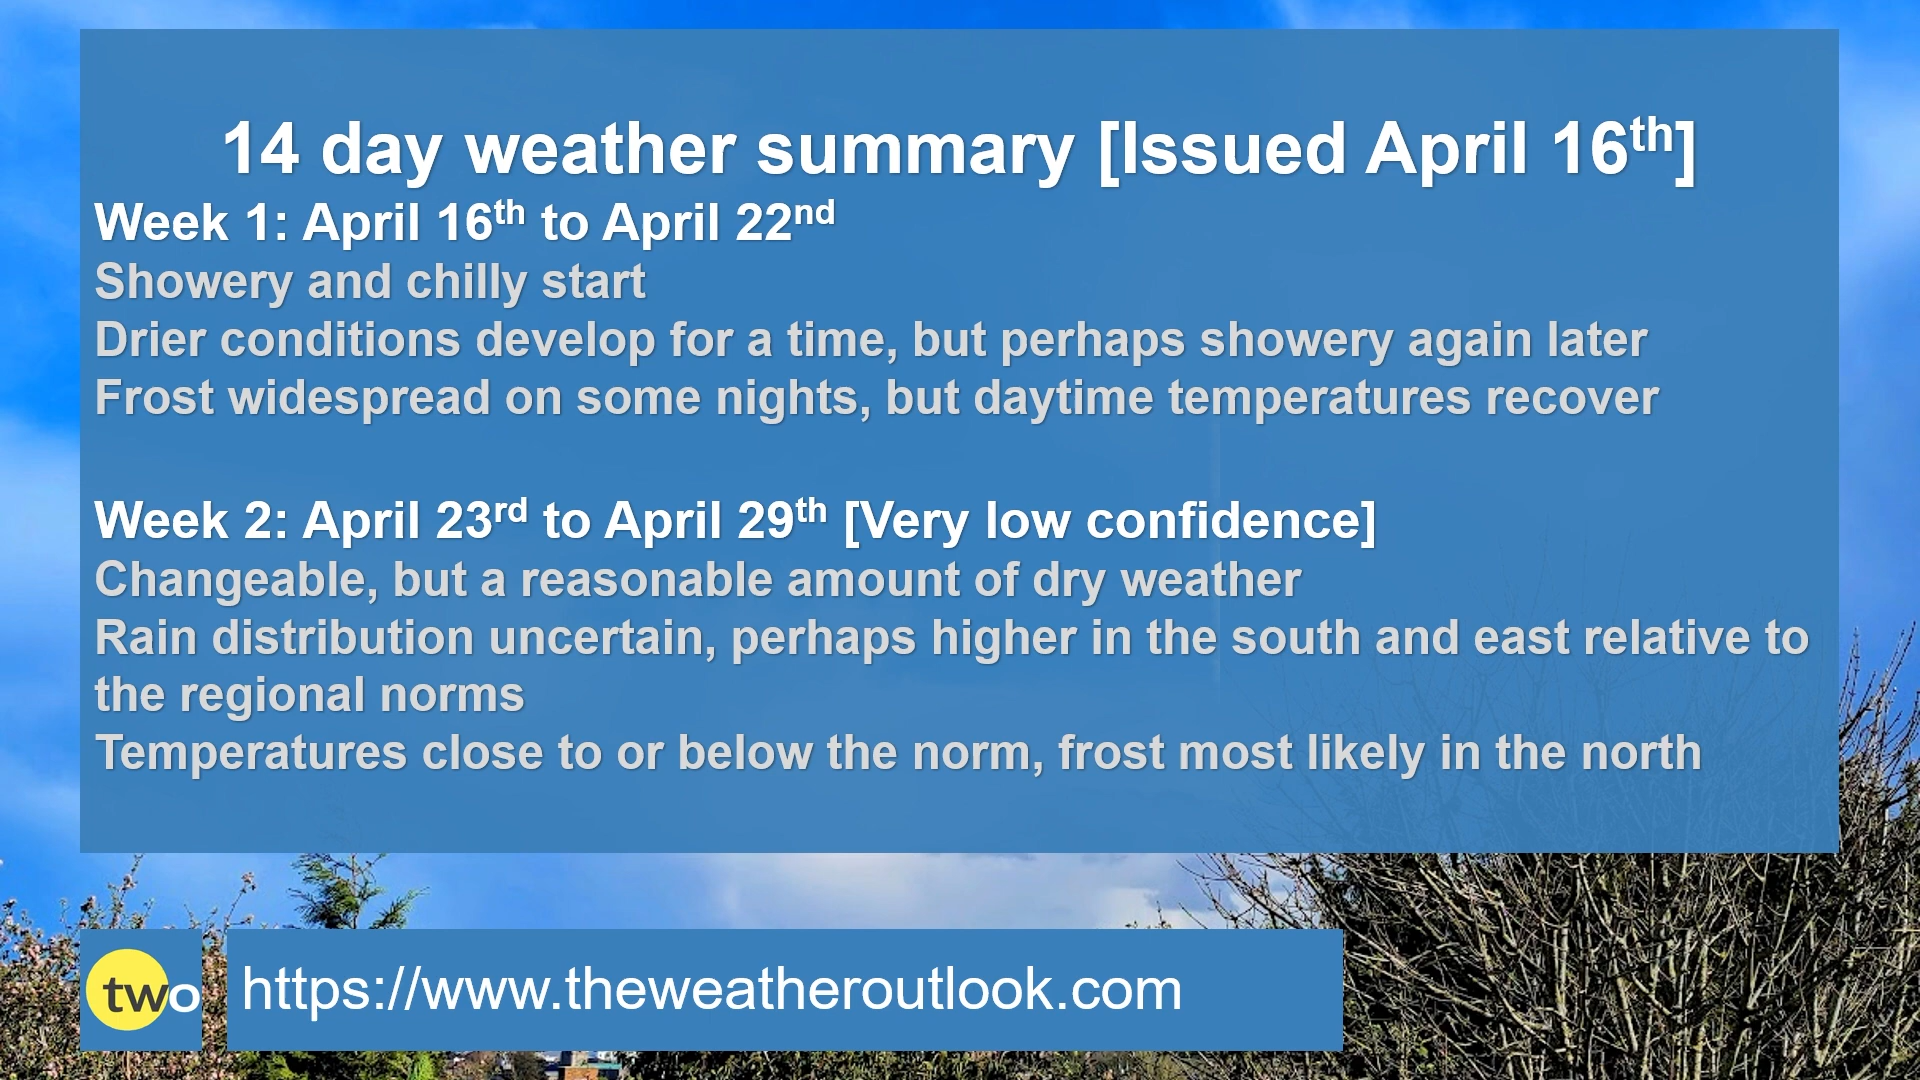 14 day weather summary [Issued April 16th]
Week 1: April 16th to April 22nd
Showery and chilly start
Drier conditions develop for a time, but perhaps showery again later
Frost widespread on some nights, but daytime temperatures recover
Week 2: April 23rd to April 29th [Very low confidence]
Changeable, but a reasonable amount of dry weather
Rain distribution uncertain, perhaps higher in the south and east relative to
the regional norms
Temperatures close to or below the norm, frost most likely in the north
two
https://www.theweatheroutlook.com